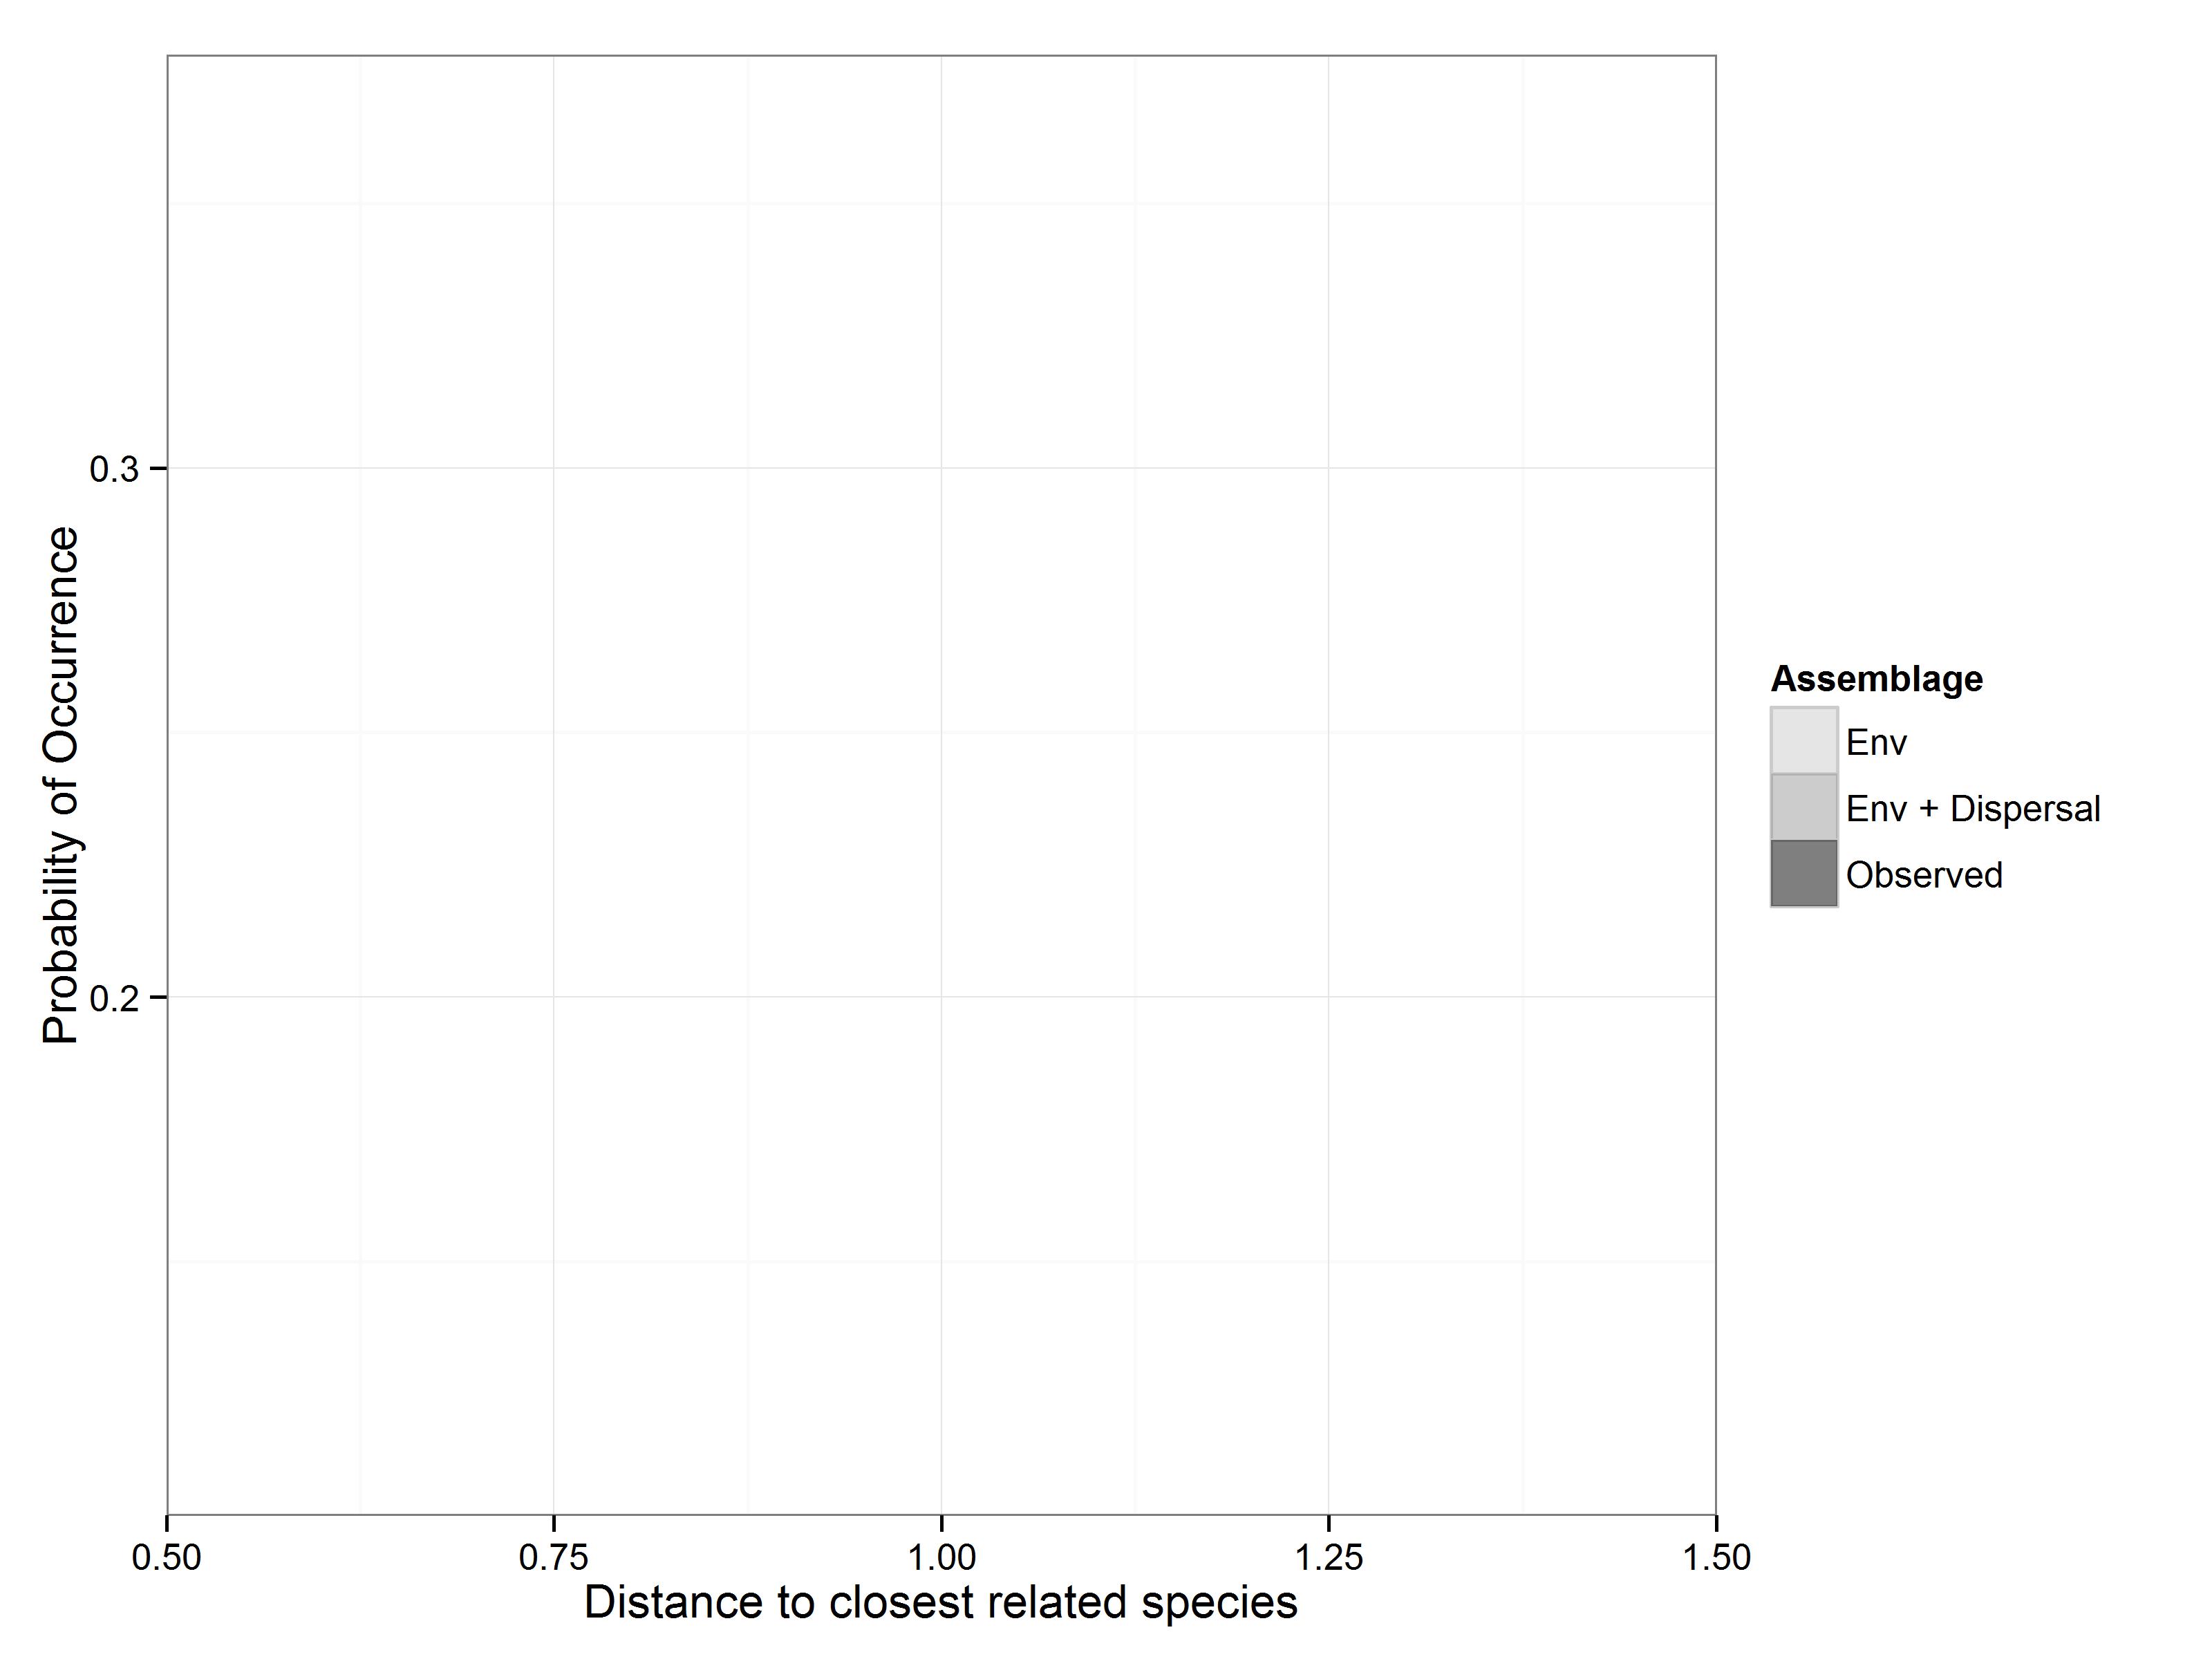 Probability of Occurrence
0.3
0.2
0.50
0.75
1.00
1.25
1.50
Distance to closest related species
Assemblage
Env
Env + Dispersal
Observed